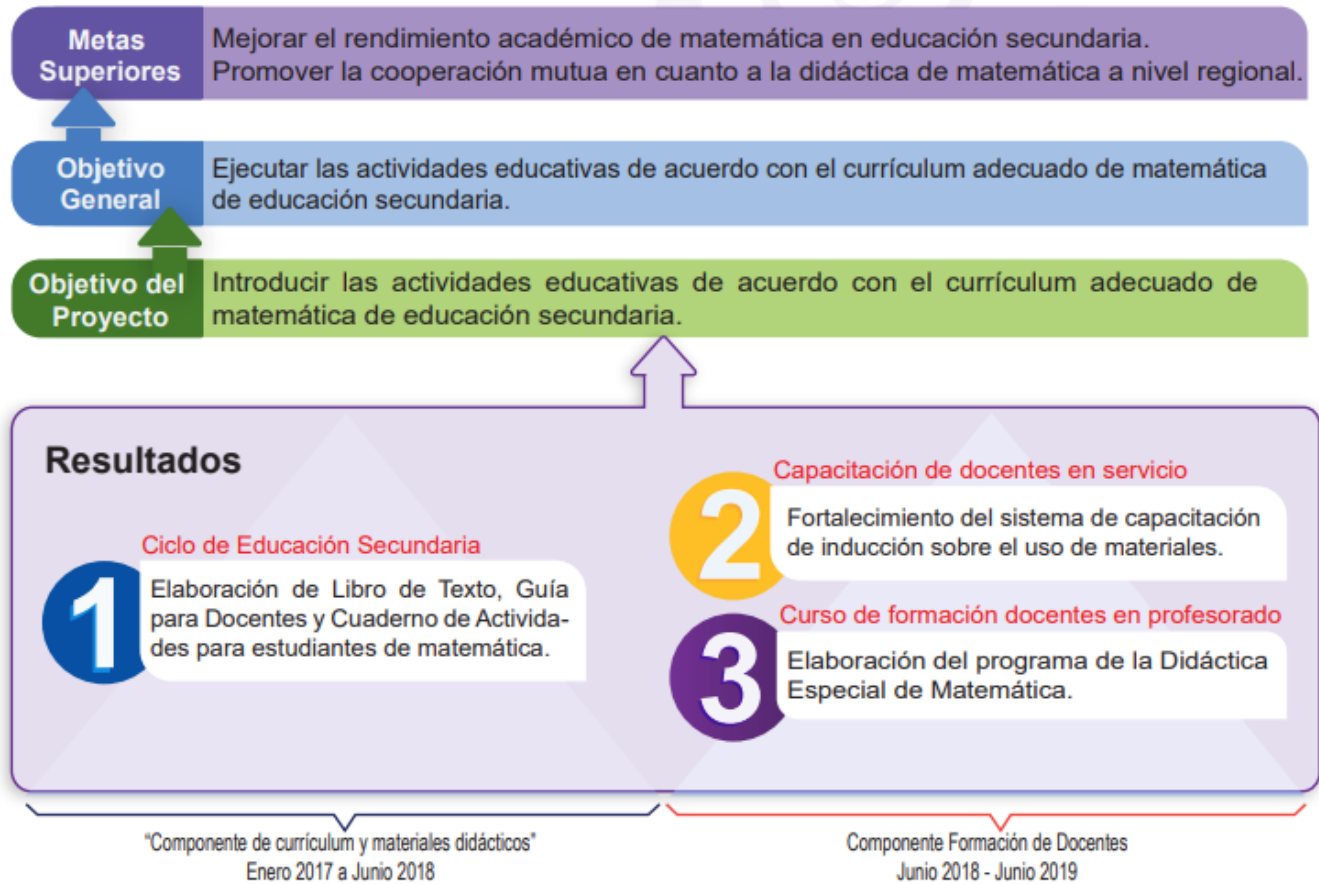 Metas
Superiores
Mejorar el rendimiento académico de matemática en educación secundaria.
Promover la cooperación mutua en cuanto a la didáctica de matemática a nivel regional.
Objetivo
General
Ejecutar las actividades educativas de acuerdo con el currículum adecuado de matemática
de educación secundaria.
Objetivo del
Proyecto
Introducir las actividades educativas de acuerdo con el currículum adecuado de
matemática de educación secundaria.
Resultados
Ciclo de Educación Secundaria
1
Elaboración de Libro de Texto, Guía
para Docentes y Cuaderno de Activida-
des para estudiantes de matemática.
Capacitación de docentes en servicio
2
Fortalecimiento del sistema de capacitación
de inducción sobre el uso de materiales.
Curso de formación docentes en profesorado
3
Elaboración del programa de la Didáctica
Especial de Matemática.
“Componente de currículum y materiales didácticos”
Enero 2017 a Junio 2018
Componente Formación de Docentes
Junio 2018 - Junio 2019